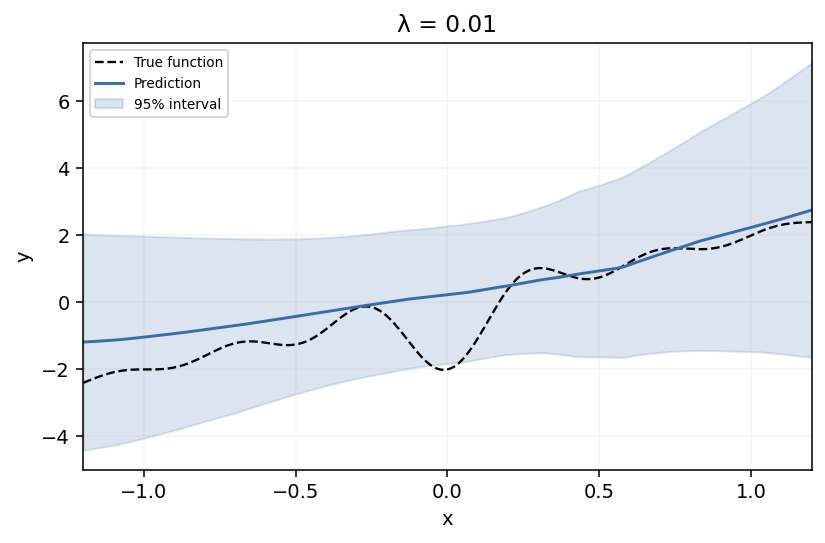 λ = 0.01
True function
Prediction
95% interval
6
4
2
0
−2
−4
y
−1.0 −0.5 0.0 0.5 1.0
x